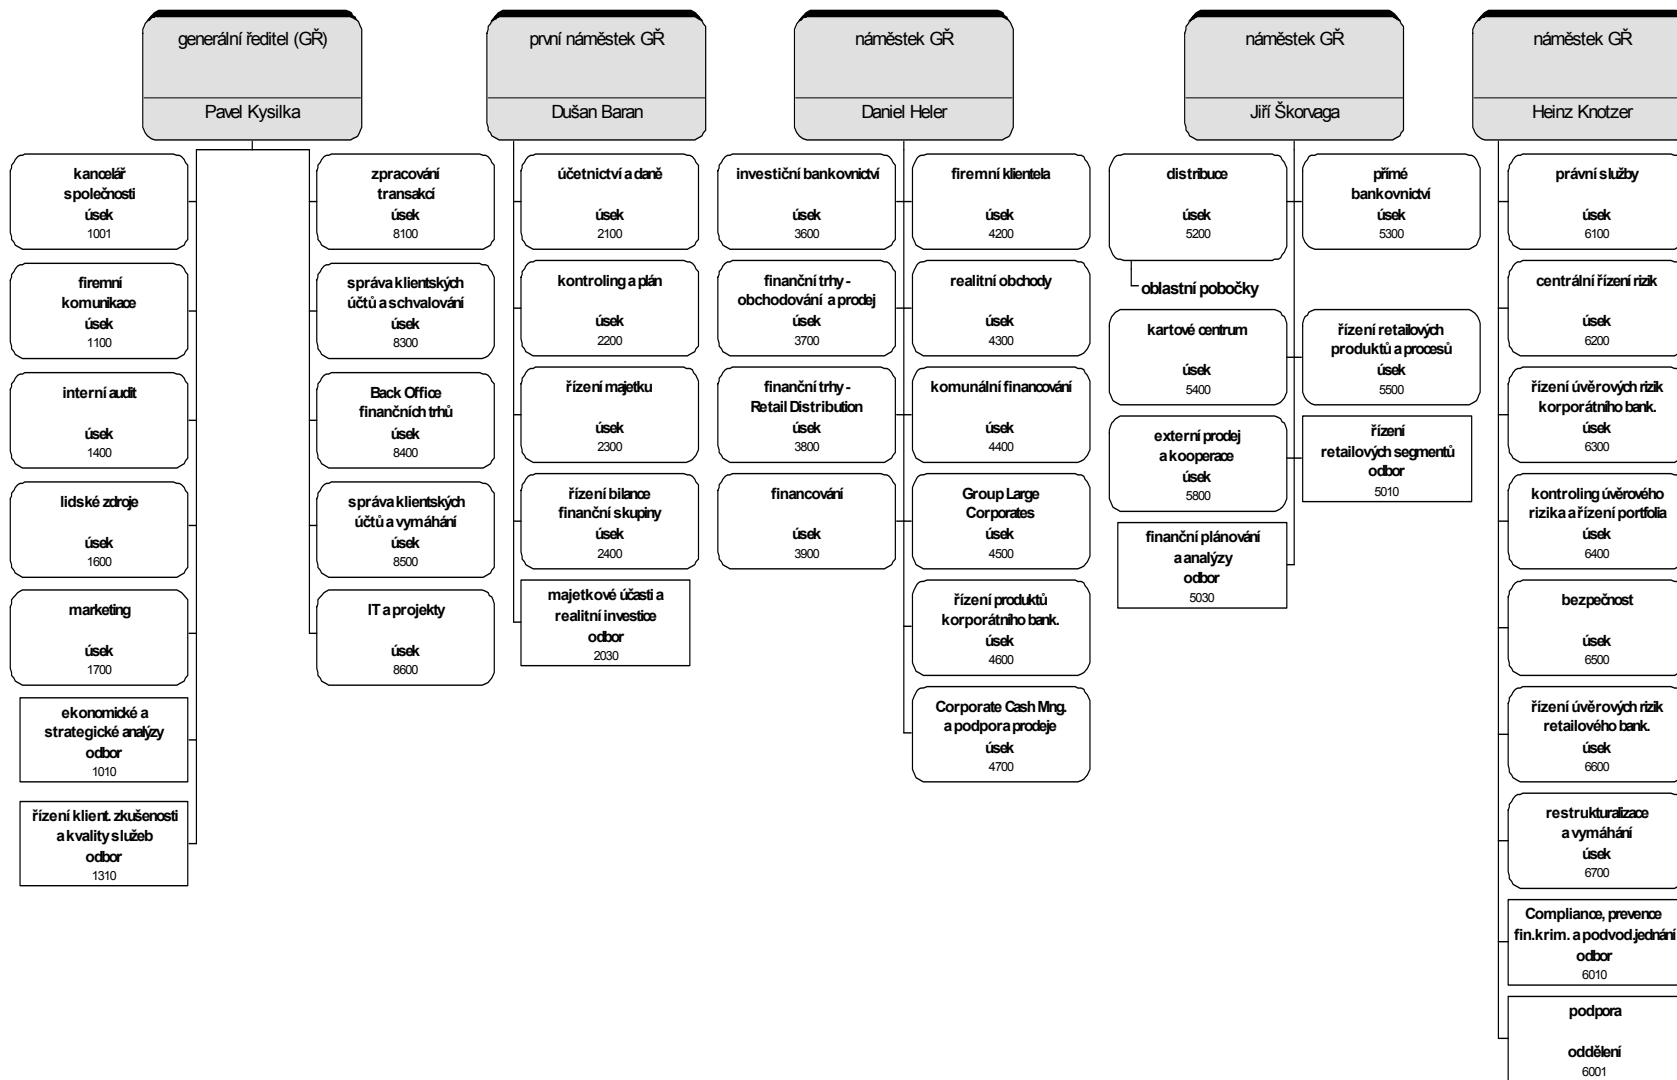 generální ředitel (GŘ)
Pavel Kysilka
první náměstek GŘ
Dušan Baran
náměstek GŘ
Daniel Heler
náměstek GŘ
Jiří Škorvaga
náměstek GŘ
Heinz Knotzer
kancelář
společnosti
úsek
1001
firemní
komunikace
úsek
1100
interní audit
úsek
1400
lidské zdroje
úsek
1600
marketing
úsek
1700
ekonomické a
strategické analýzy
odbor
1010
řízení klient. zkušenosti
a kvality služeb
odbor
1310
zpracování
transakcí
úsek
8100
správa klientských
účtů a schvalování
úsek
8300
Back Office
finančních trhů
úsek
8400
správa klientských
účtů a vymáhání
úsek
8500
IT a projekty
úsek
8600
účetnictví a daně
úsek
2100
kontroling a plán
úsek
2200
řízení majetku
úsek
2300
řízení bilance
finanční skupiny
úsek
2400
majetkové účasti a
realitní investice
odbor
2030
investiční bankovnictví
úsek
3600
finanční trhy -
obchodování a prodej
úsek
3700
finanční trhy -
Retail Distribution
úsek
3800
financování
úsek
3900
firemní klientela
úsek
4200
realitní obchody
úsek
4300
komunální financování
úsek
4400
Group Large
Corporates
úsek
4500
řízení produktů
korporátního bank.
úsek
4600
Corporate Cash Mng.
a podpora prodeje
úsek
4700
distribuce
úsek
5200
oblastní pobočky
kartové centrum
úsek
5400
externí prodej
a kooperace
úsek
5800
finanční plánování
a analýzy
odbor
5030
přímé
bankovnictví
úsek
5300
řízení retailových
produktů a procesů
úsek
5500
řízení
retailových segmentů
odbor
5010
právní služby
úsek
6100
centrální řízení rizik
úsek
6200
řízení úvěrových rizik
korporátního bank.
úsek
6300
kontroling úvěrového
rizika a řízení portfolia
úsek
6400
bezpečnost
úsek
6500
řízení úvěrových rizik
retailového bank.
úsek
6600
restrukturalizace
a vymáhání
úsek
6700
Compliance, prevence
fin.krim. a podvod.jednání
odbor
6010
podpora
oddělení
6001